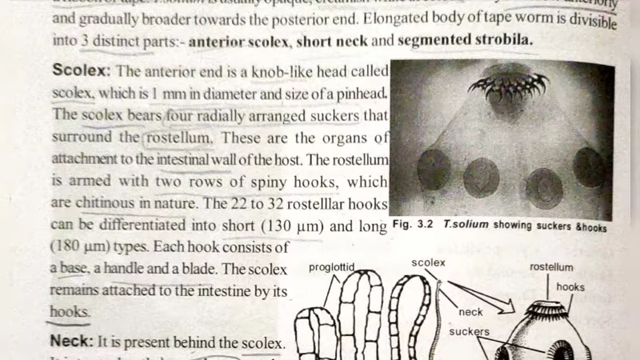 and gradually broader towards the posterior end. Elongated body of tape worm is divisible
into 3 distinct parts:- anterior scolex, short neck and segmented strobila.
Scolex: The anterior end is a knob-like head called
scolex, which is 1 mm in diameter and size of a pinhead.
The scolex bears four radially arranged suckers that
surround the rostellum. These are the organs of
attachment to the intestinal wall of the host. The rostellum
is armed with two rows of spiny hooks, which
are chitinous in nature. The 22 to 32 rostelllar hooks
can be differentiated into short (130 µm) and long
(180 µm) types. Each hook consists of
a base, a handle and a blade. The scolex
remains attached to the intestine by its
hooks.
Neck: It is present behind the scolex.
Fig. 3.2 T.solium showing suckers &hooks
proglottid
scolex
neck
suckers
rostellum
hooks